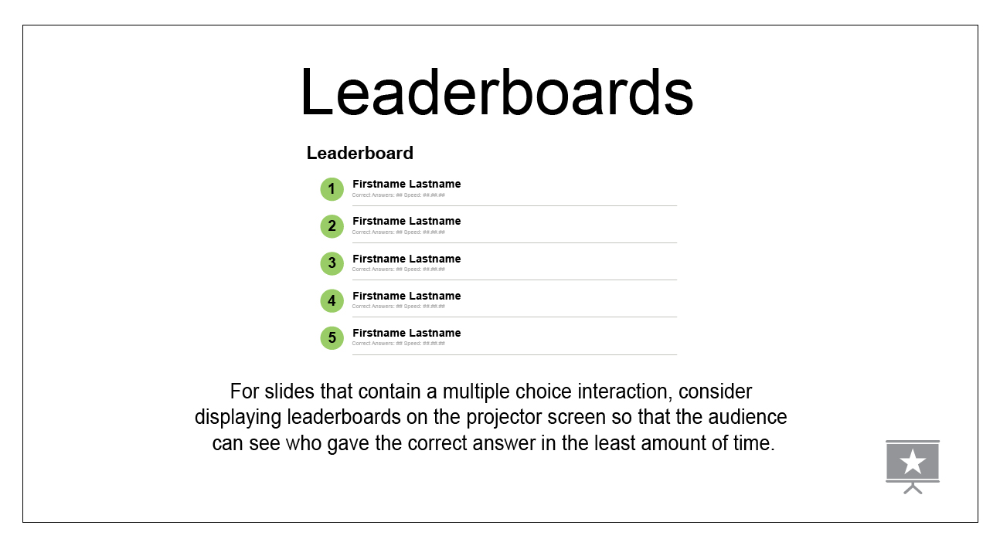 Leaderboards
Leaderboard
1 Firstname Lastname
Correct Answers: ## Speed: ##.##.##
2 Firstname Lastname
Correct Answers: ## Speed: ##.##.##
3 Firstname Lastname
Correct Answers: ## Speed: ##.##.##
4 Firstname Lastname
Correct Answers: ## Speed: ##.##.##
5 Firstname Lastname
Correct Answers: ## Speed: ##.##.##
For slides that contain a multiple choice interaction, consider
displaying leaderboards on the projector screen so that the audience
can see who gave the correct answer in the least amount of time.